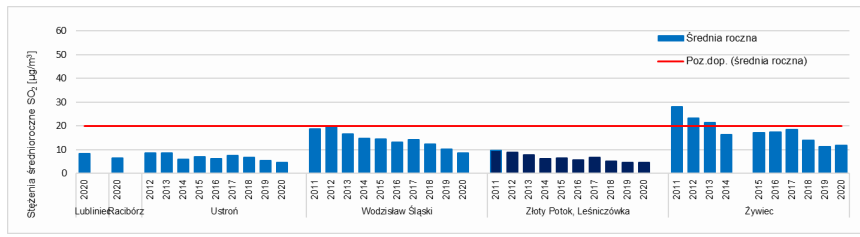 Stężenia średnioroczne SO2 [µg/m³]
60
50
40
30
20
10
0
Średnia roczna
Poz.dop. (średnia roczna)
2020 2020 2012 2013 2014 2015 2016 2017 2018 2019 2020 2011 2012 2013 2014 2015 2016 2017 2018 2019 2020 2011 2012 2013 2014 2015 2016 2017 2018 2019 2020 2011 2012 2013 2014 2015 2016 2017 2018 2019 2020
Lubliniec Racibórz Ustroń Wodzisław Śląski Złoty Potok, Leśniczówka Żywiec